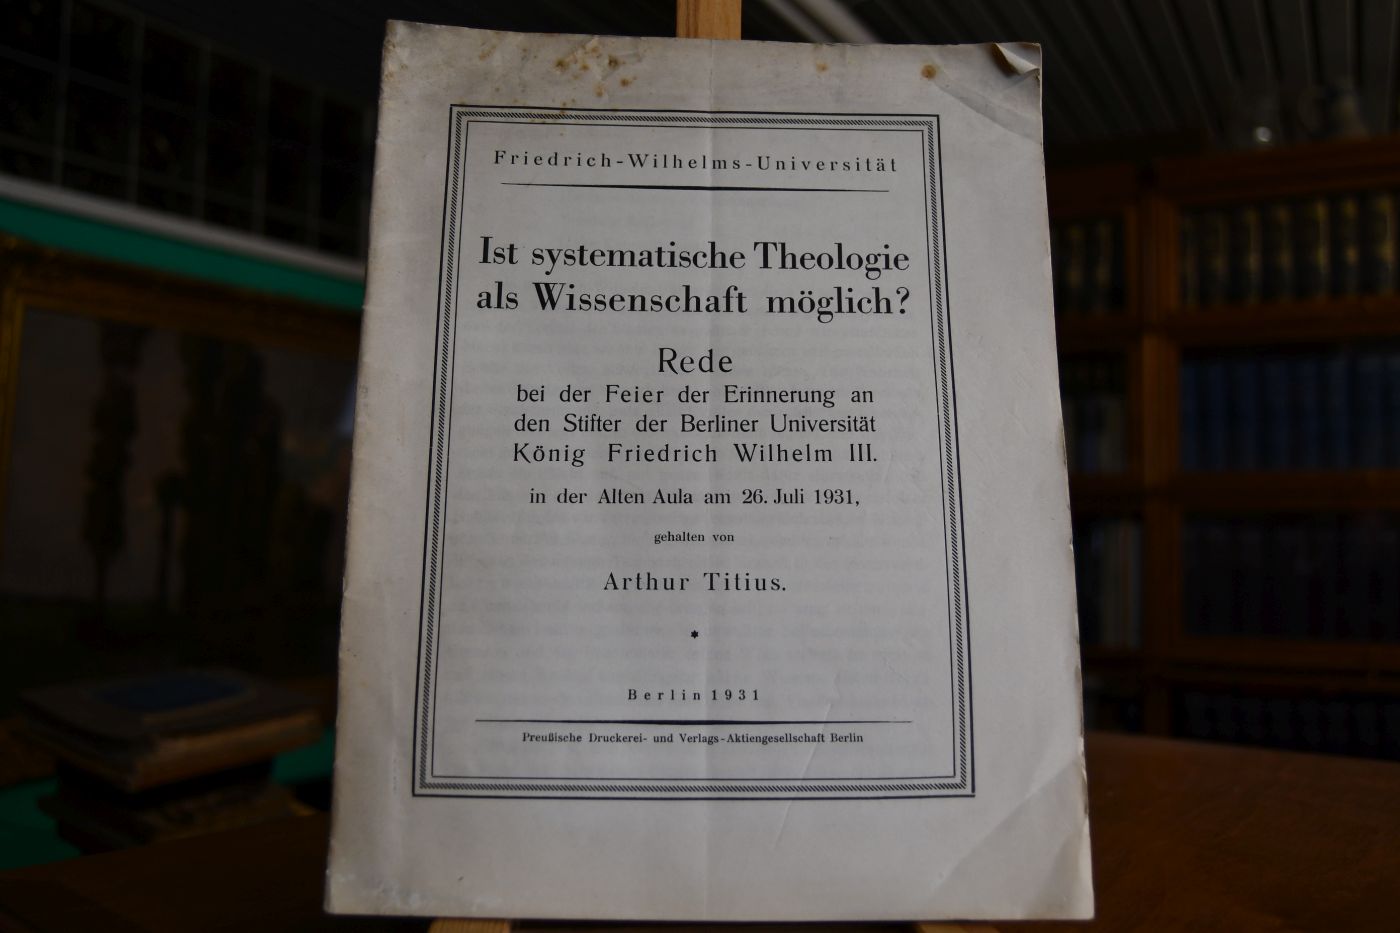 Friedrich-Wilhelms-Universität
Ist systematische Theologie
als Wissenschaft möglich?
Rede
bei der Feier der Erinnerung an
den Stifter der Berliner Universität
König Friedrich Wilhelm III.
in der Alten Aula am 26. Juli 1931,
gehalten von
Arthur Titius.
*
Berlin 1931
Preußische Druckerei- und Verlags-Aktiengesellschaft Berlin